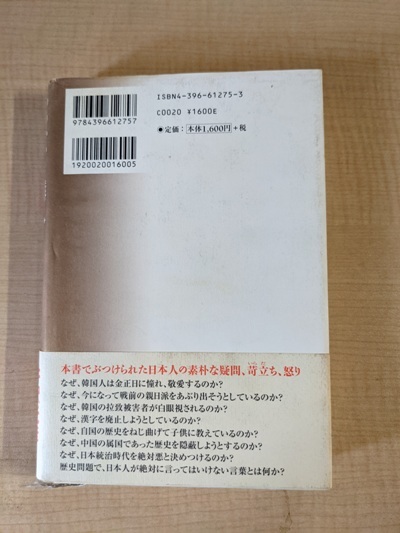 ISBN4-396-61275-3
C0020 ¥1600E
●定価：本体1,600円＋税
9784396612757
1920020016005
本書でぶつけられた日本人の素朴な疑問、苛立ち、怒り
なぜ、韓国人は金正日に憧れ、敬愛するのか?
なぜ、今になって戦前の親日派をあぶり出そうとしているのか?
なぜ、韓国の拉致被害者が白眼視されるのか?
なぜ、漢字を廃止しようとしているのか?
なぜ、自国の歴史をねじ曲げて子供に教えているのか?
なぜ、中国の属国であった歴史を隠蔽しようとするのか?
なぜ、日本統治時代を絶対悪と決めつけるのか?
歴史問題で、日本人が絶対に言ってはいけない言葉とは何か?